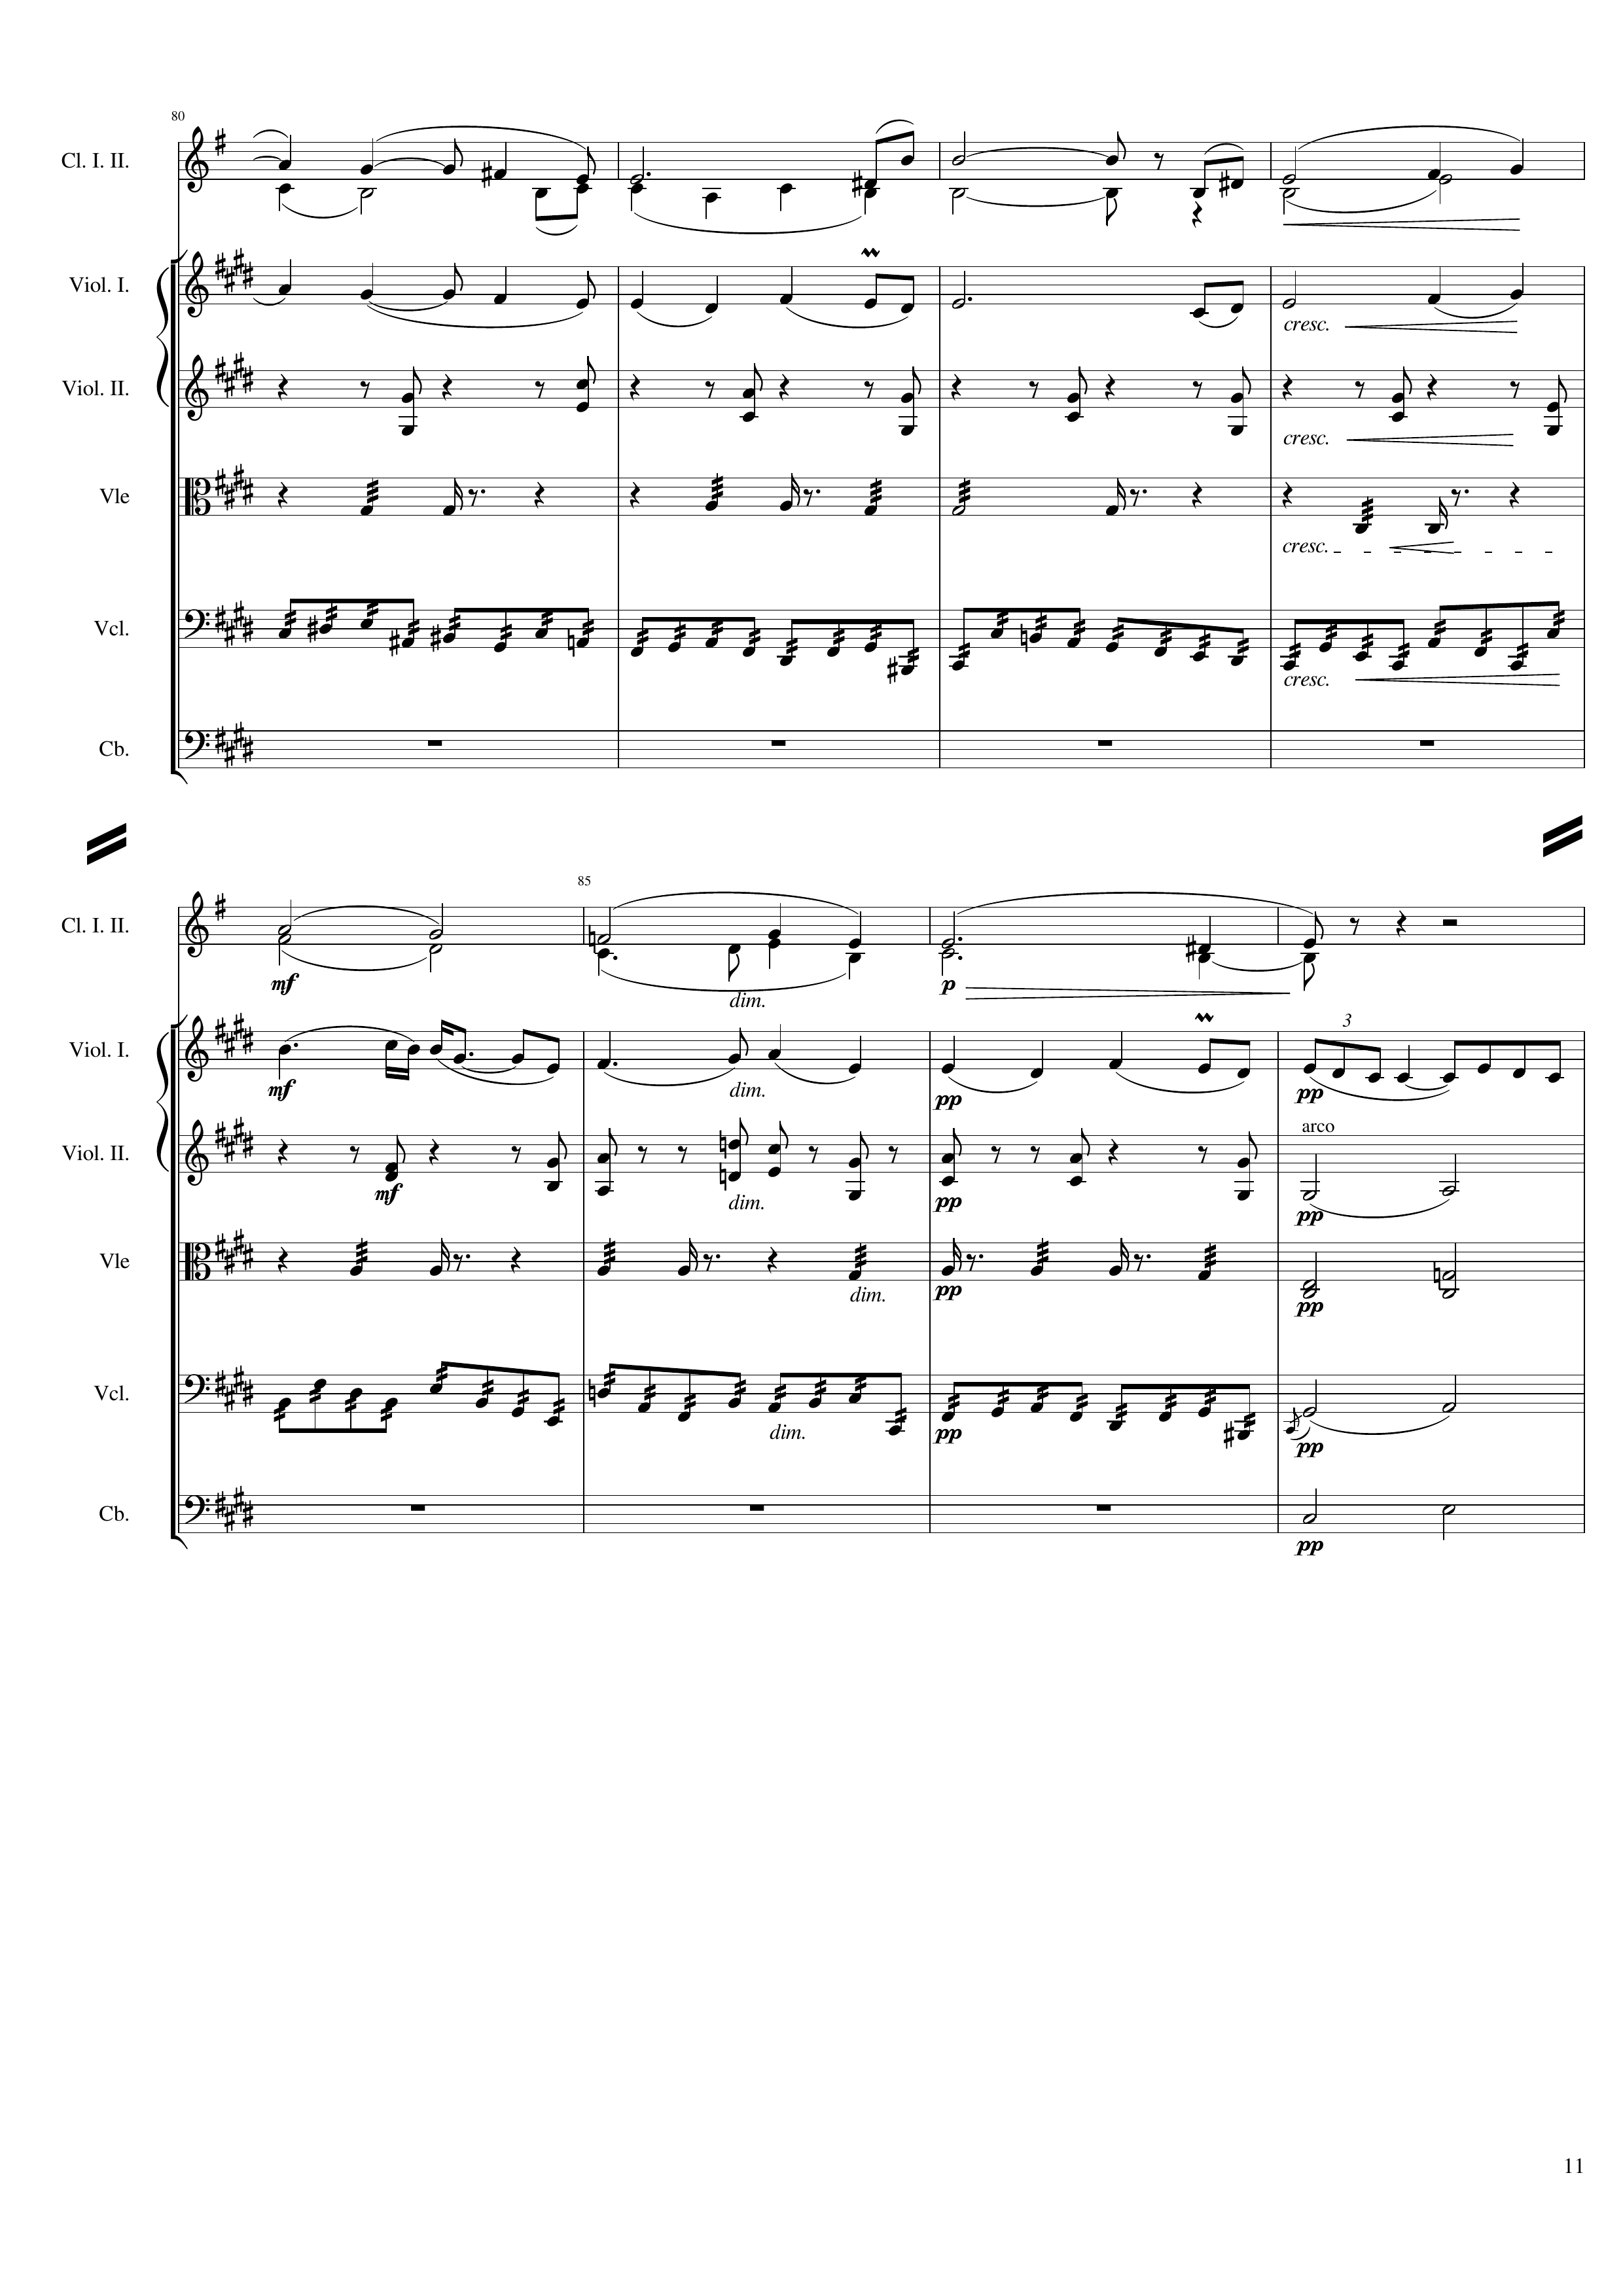 80
Cl. I. II.
Viol. I.
cresc.
Viol. II.
cresc.
Vle
cresc.
Vcl.
cresc.
Cb.
85
Cl. I. II.
mf
p
dim.
Viol. I.
3
mf
dim.
pp
pp
arco
Viol. II.
mf
dim.
pp
pp
Vle
dim.
pp
pp
Vcl.
dim.
pp
pp
Cb.
pp
11